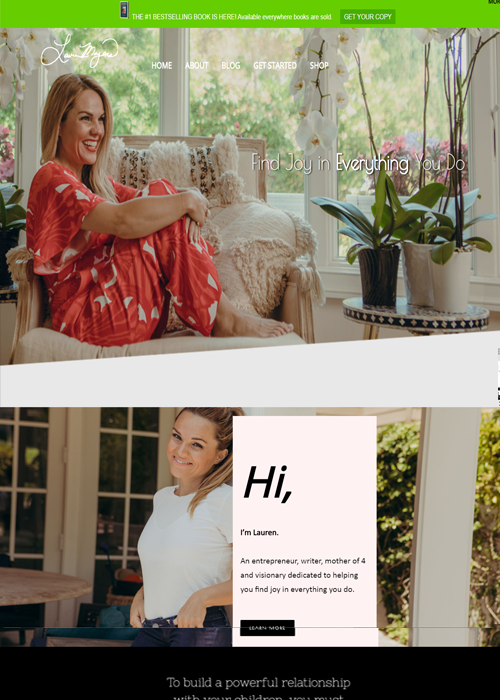 THE #1 BESTSELLING BOOK IS HERE! Available everywhere books are sold. GET YOUR COPY
HOME ABOUT BLOG GET STARTED SHOP
Find Joy in Everything You Do
Hi,
I'm Lauren.
An entrepreneur, writer, mother of 4
and visionary dedicated to helping
you find joy in everything you do.
LEARN MORE
To build a powerful relationship
with your children, you must